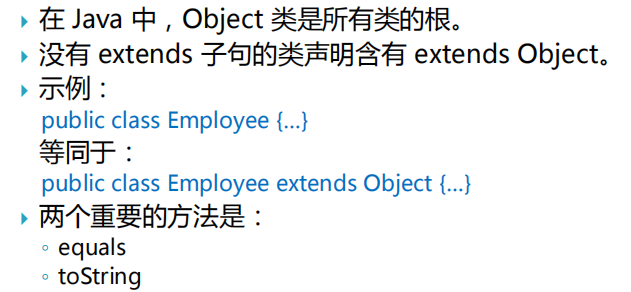 在 Java 中，Object 类是所有类的根。
没有 extends 子句的类声明含有 extends Object。
示例：
public class Employee {...}
等同于：
public class Employee extends Object {...}
两个重要的方法是：
equals
toString